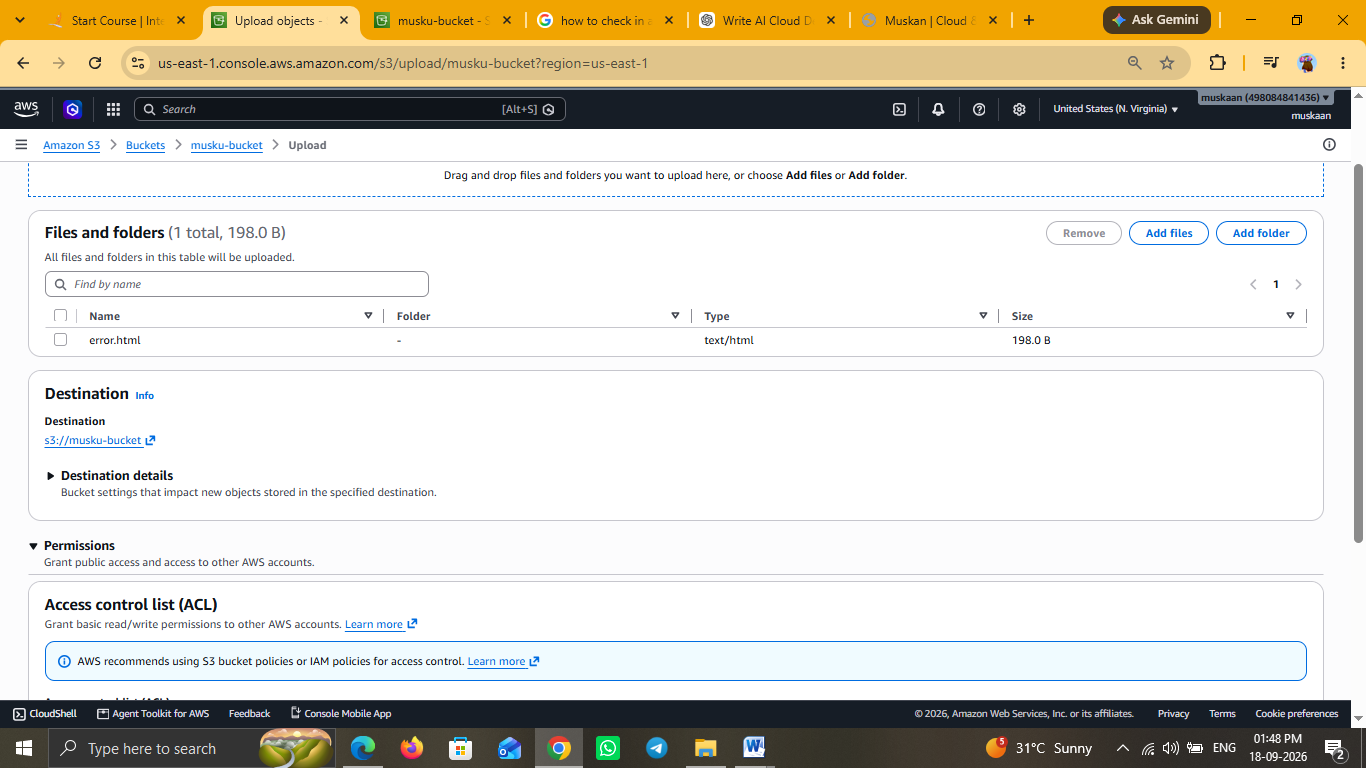 Start Course | Inte
Upload objects -
musku-bucket - S
how to check in a
Write AI Cloud De
Muskan | Cloud &
Ask Gemini
us-east-1.console.aws.amazon.com/s3/upload/musku-bucket?region=us-east-1
aws
Search
[Alt+S]
United States (N. Virginia)
muskaan (498084841436)
muskaan
Amazon S3
Buckets
musku-bucket
Upload
Drag and drop files and folders you want to upload here, or choose Add files or Add folder.
Files and folders (1 total, 198.0 B)
Remove
Add files
Add folder
All files and folders in this table will be uploaded.
Find by name
1
Name
Folder
Type
Size
error.html
-
text/html
198.0 B
Destination Info
Destination
s3://musku-bucket
Destination details
Bucket settings that impact new objects stored in the specified destination.
Permissions
Grant public access and access to other AWS accounts.
Access control list (ACL)
Grant basic read/write permissions to other AWS accounts. Learn more
AWS recommends using S3 bucket policies or IAM policies for access control. Learn more
CloudShell
Agent Toolkit for AWS
Feedback
Console Mobile App
© 2026, Amazon Web Services, Inc. or its affiliates.
Privacy
Terms
Cookie preferences
Type here to search
5
31°C Sunny
ENG
01:48 PM
18-09-2026
2